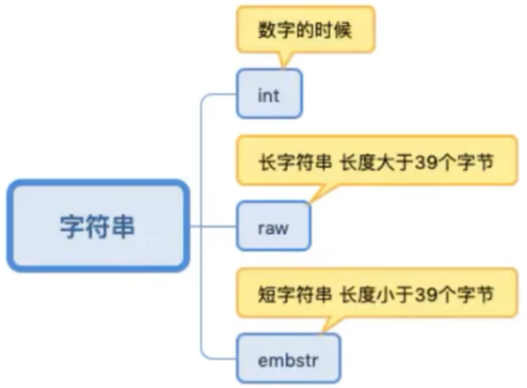 数字的时候
int
长字符串 长度大于39个字节
字符串
raw
短字符串 长度小于39个字节
embstr